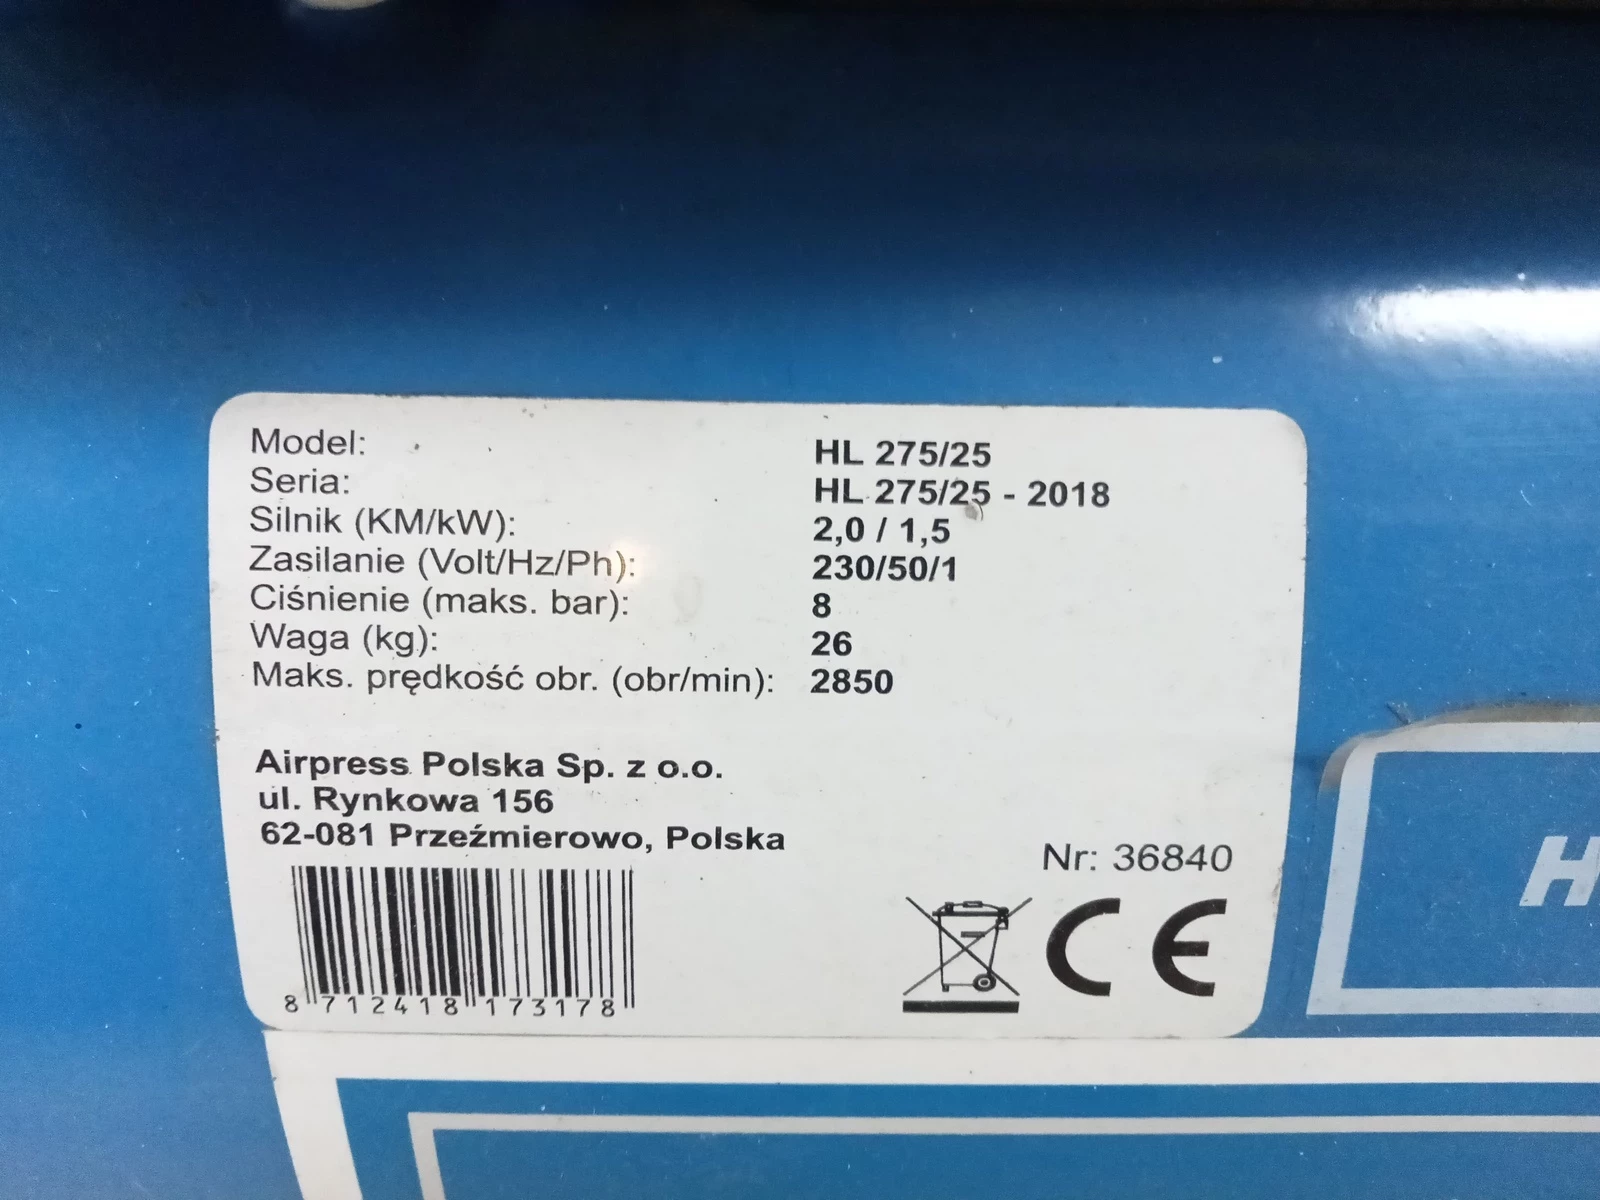 Model: HL 275/25
Seria: HL 275/25 - 2018
Silnik (KM/kW): 2,0 / 1,5
Zasilanie (Volt/Hz/Ph): 230/50/1
Ciśnienie (maks. bar): 8
Waga (kg): 26
Maks. prędkość obr. (obr/min): 2850
Airpress Polska Sp. z o.o.
ul. Rynkowa 156
62-081 Przeźmierowo, Polska
Nr: 36840
CE
8 712418 173178
H